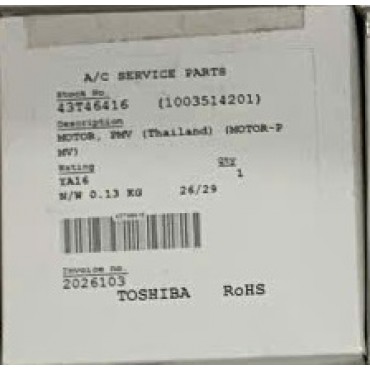 A/C SERVICE PARTS
Stock No.
43T46416 (1003514201)
Description
MOTOR, PMV (Thailand) (MOTOR-P
MV)
Rating Qty
YA16 1
N/W 0.13 KG 26/29
Invoice no.
2026103
TOSHIBA RoHS